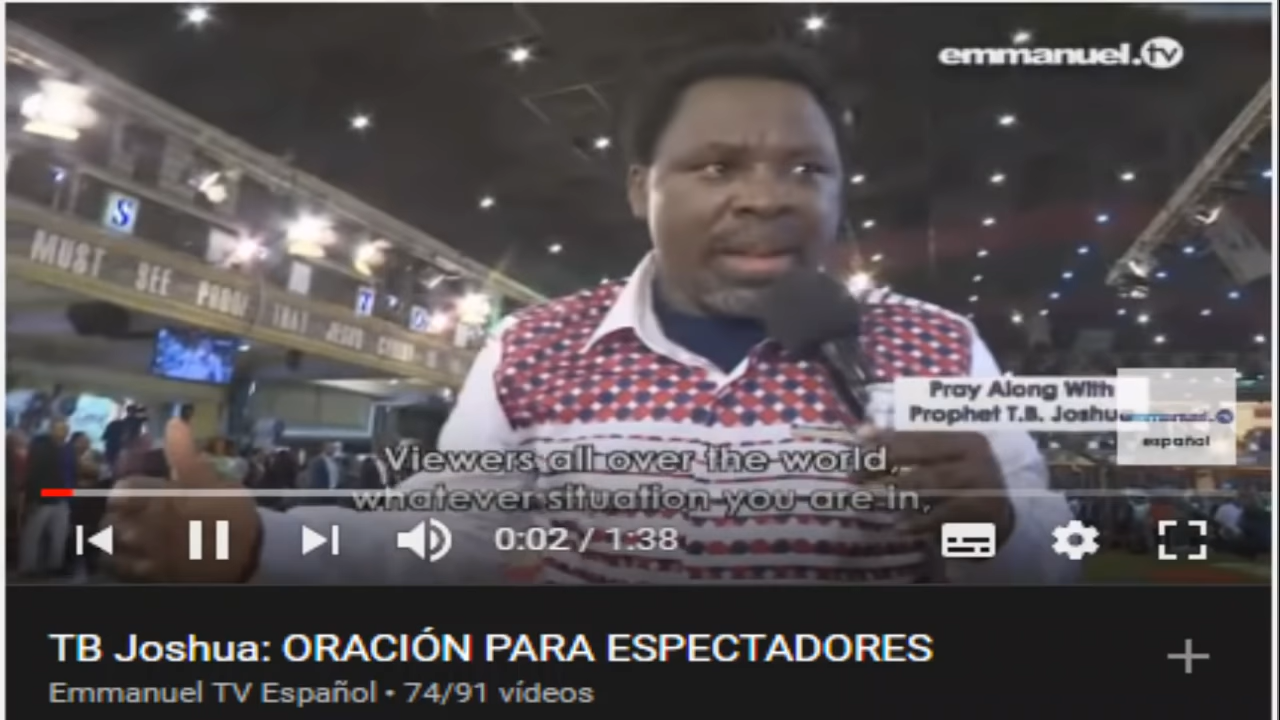 emmanuel.tv
S
MUST SEE PROOF THAT JESUS
Pray Along With
Prophet T.B. Joshua
emmanuel.tv
español
Viewers all over the world,
whatever situation you are in,
0:02 / 1:38
TB Joshua: ORACIÓN PARA ESPECTADORES
Emmanuel TV Español • 74/91 vídeos